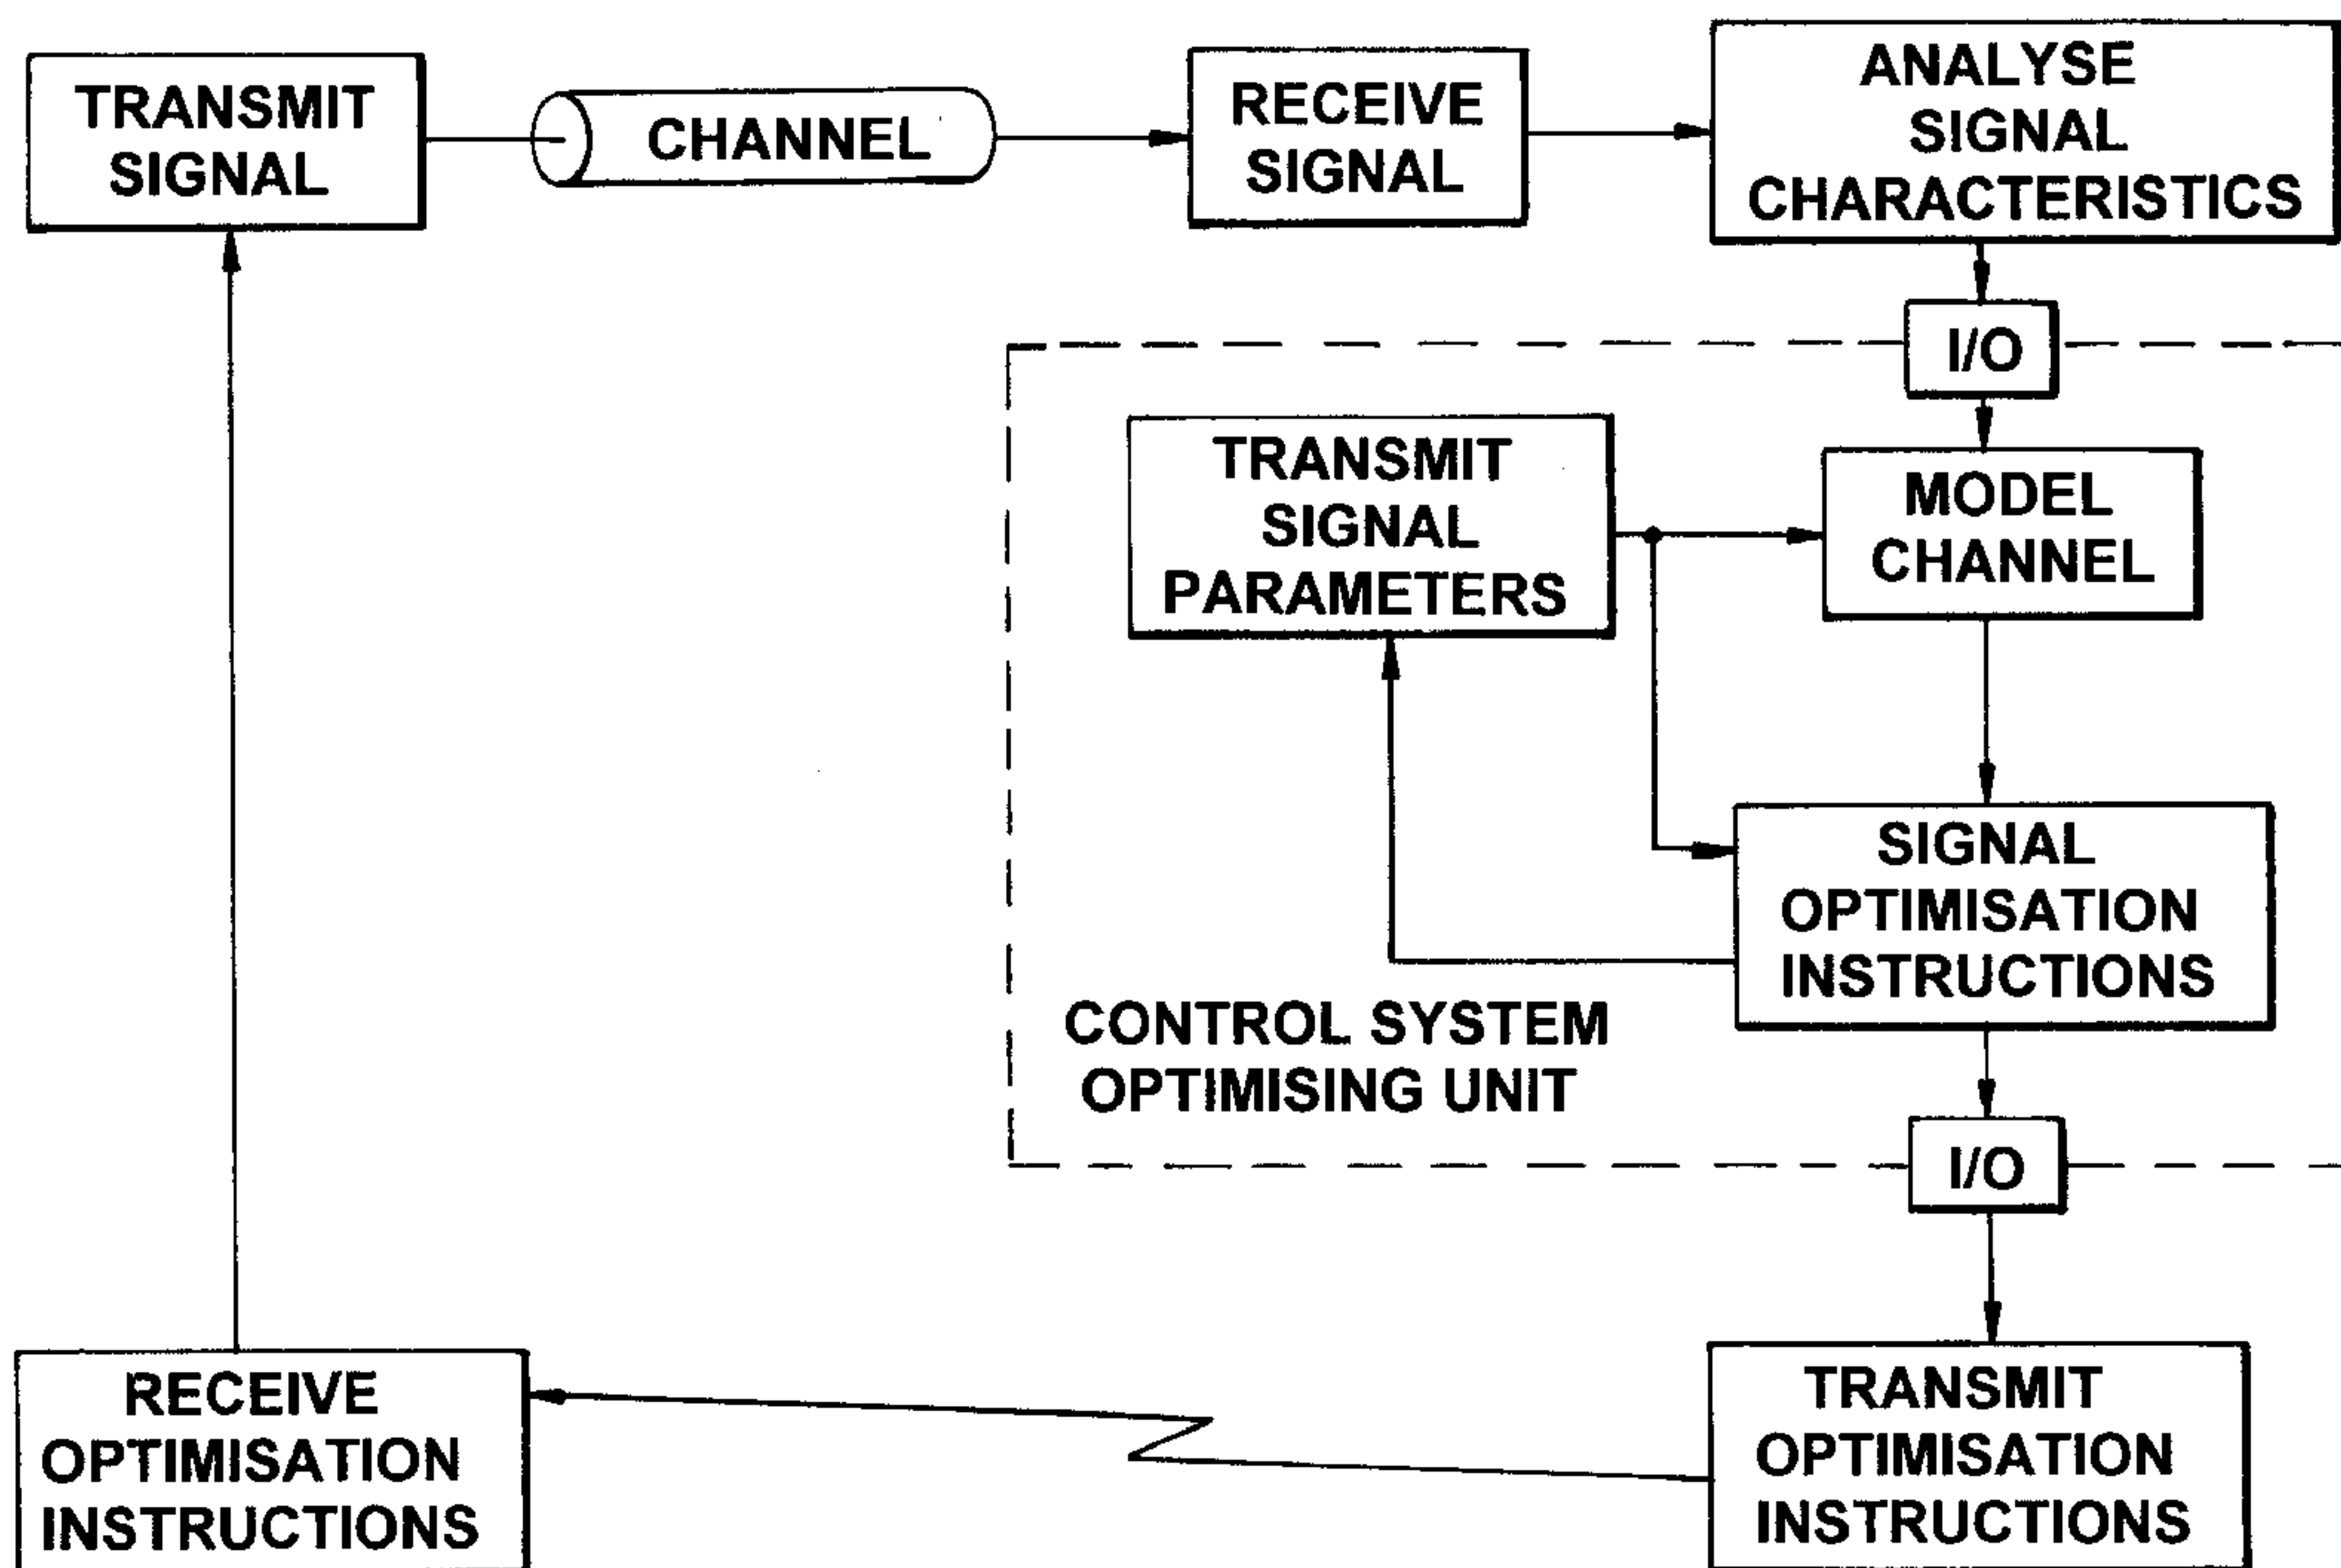 TRANSMIT
SIGNAL
CHANNEL
RECEIVE
SIGNAL
ANALYSE
SIGNAL
CHARACTERISTICS
I/O
TRANSMIT
SIGNAL
PARAMETERS
MODEL
CHANNEL
SIGNAL
OPTIMISATION
INSTRUCTIONS
CONTROL SYSTEM
OPTIMISING UNIT
I/O
RECEIVE
OPTIMISATION
INSTRUCTIONS
TRANSMIT
OPTIMISATION
INSTRUCTIONS